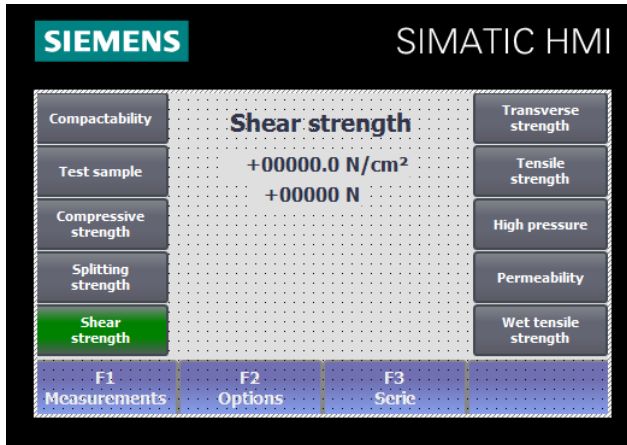 SIEMENS
SIMATIC HMI
Compactability
Test sample
Compressive
strength
Splitting
strength
Shear
strength
Shear strength
+00000.0 N/cm²
+00000 N
Transverse
strength
Tensile
strength
High pressure
Permeability
Wet tensile
strength
F1
Measurements
F2
Options
F3
Serie